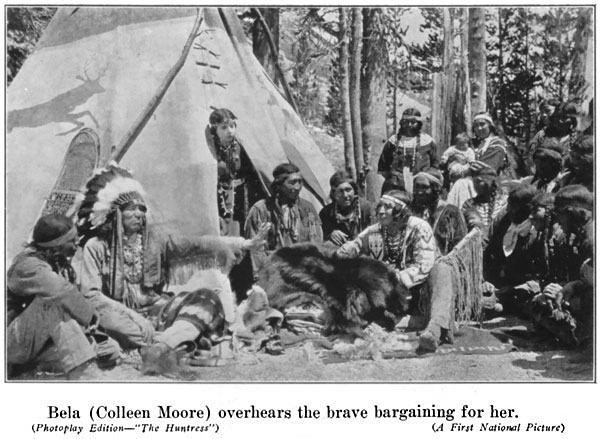 Bela (Colleen Moore) overhears the brave bargaining for her.
(Photoplay Edition—"The Huntress") (A First National Picture)